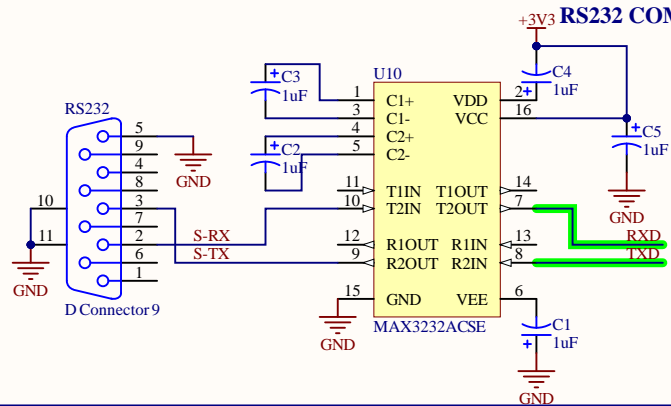 +3V3 RS232 COM
C3
1uF
U10
C4
1uF
RS232
1 C1+ VDD 2
3 C1- VCC 16
4 C2+
5 C2-
C2
1uF
C5
1uF
5
9
4
8
3
7
2
6
1
10
11
GND
GND
GND
11 T1IN T1OUT 14
10 T2IN T2OUT 7
S-RX
S-TX
12 R1OUT R1IN 13
9 R2OUT R2IN 8
RXD
TXD
15 GND VEE 6
D Connector 9
MAX3232ACSE
GND
C1
1uF
GND